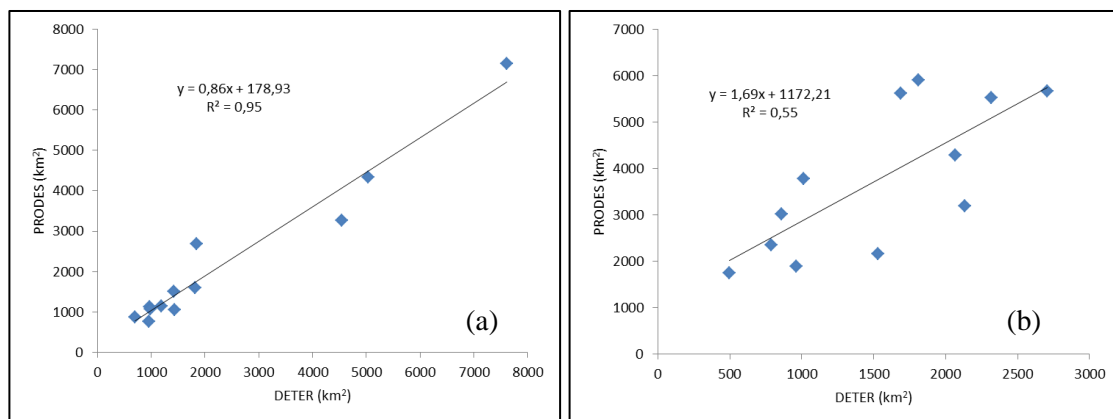 8000
7000
6000
5000
4000
3000
2000
1000
0
PRODES (km²)
y = 0,86x + 178,93
R² = 0,95
(a)
0 1000 2000 3000 4000 5000 6000 7000 8000
DETER (km²)
7000
6000
5000
4000
3000
2000
1000
0
PRODES (km²)
y = 1,69x + 1172,21
R² = 0,55
(b)
0 500 1000 1500 2000 2500 3000
DETER (km²)